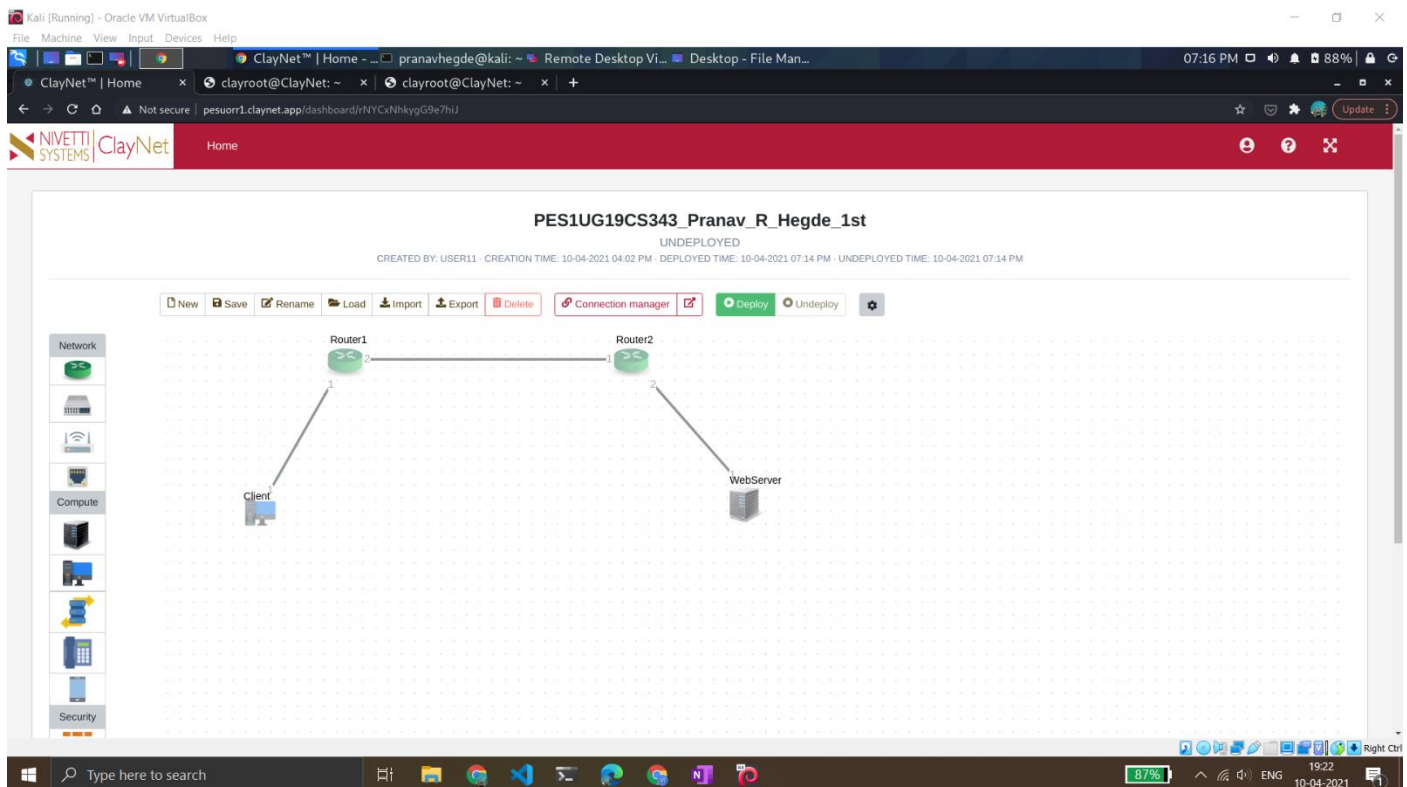 Kali [Running] - Oracle VM VirtualBox
File Machine View Input Devices Help
ClayNet™ | Home - ... pranavhegde@kali: ~ Remote Desktop Vi... Desktop - File Man... 07:16 PM 88%
ClayNet™ | Home × clayroot@ClayNet: ~ × clayroot@ClayNet: ~ × +
Not secure | pesuorr1.claynet.app/dashboard/rNYCxNhkygG9e7hiJ Update
NIVETTI SYSTEMS ClayNet Home
PES1UG19CS343_Pranav_R_Hegde_1st
UNDEPLOYED
CREATED BY: USER11 - CREATION TIME: 10-04-2021 04:02 PM - DEPLOYED TIME: 10-04-2021 07:14 PM - UNDEPLOYED TIME: 10-04-2021 07:14 PM
New Save Rename Load Import Export Delete Connection manager Deploy Undeploy
Network
Router1
Router2
2
1
1
2
Compute
Client
1
1
WebServer
Security
Right Ctrl
Type here to search
87% ENG 19:22
10-04-2021
1